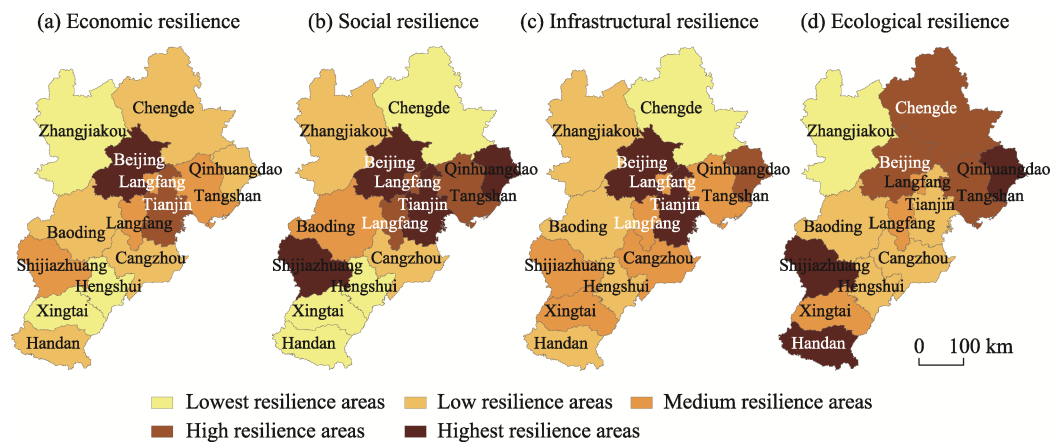 (a) Economic resilience
(b) Social resilience
(c) Infrastructural resilience
(d) Ecological resilience
Chengde
Zhangjiakou
Beijing
Qinhuangdao
Langfang
Tangshan
Tianjin
Langfang
Baoding
Cangzhou
Shijiazhuang
Hengshui
Xingtai
Handan
Chengde
Zhangjiakou
Beijing
Qinhuangdao
Langfang
Tangshan
Tianjin
Langfang
Baoding
Cangzhou
Shijiazhuang
Hengshui
Xingtai
Handan
Chengde
Zhangjiakou
Beijing
Qinhuangdao
Langfang
Tangshan
Tianjin
Langfang
Baoding
Cangzhou
Shijiazhuang
Hengshui
Xingtai
Handan
Chengde
Zhangjiakou
Beijing
Qinhuangdao
Langfang
Tangshan
Tianjin
Langfang
Baoding
Cangzhou
Shijiazhuang
Hengshui
Xingtai
Handan
0 100 km
Lowest resilience areas
Low resilience areas
Medium resilience areas
High resilience areas
Highest resilience areas